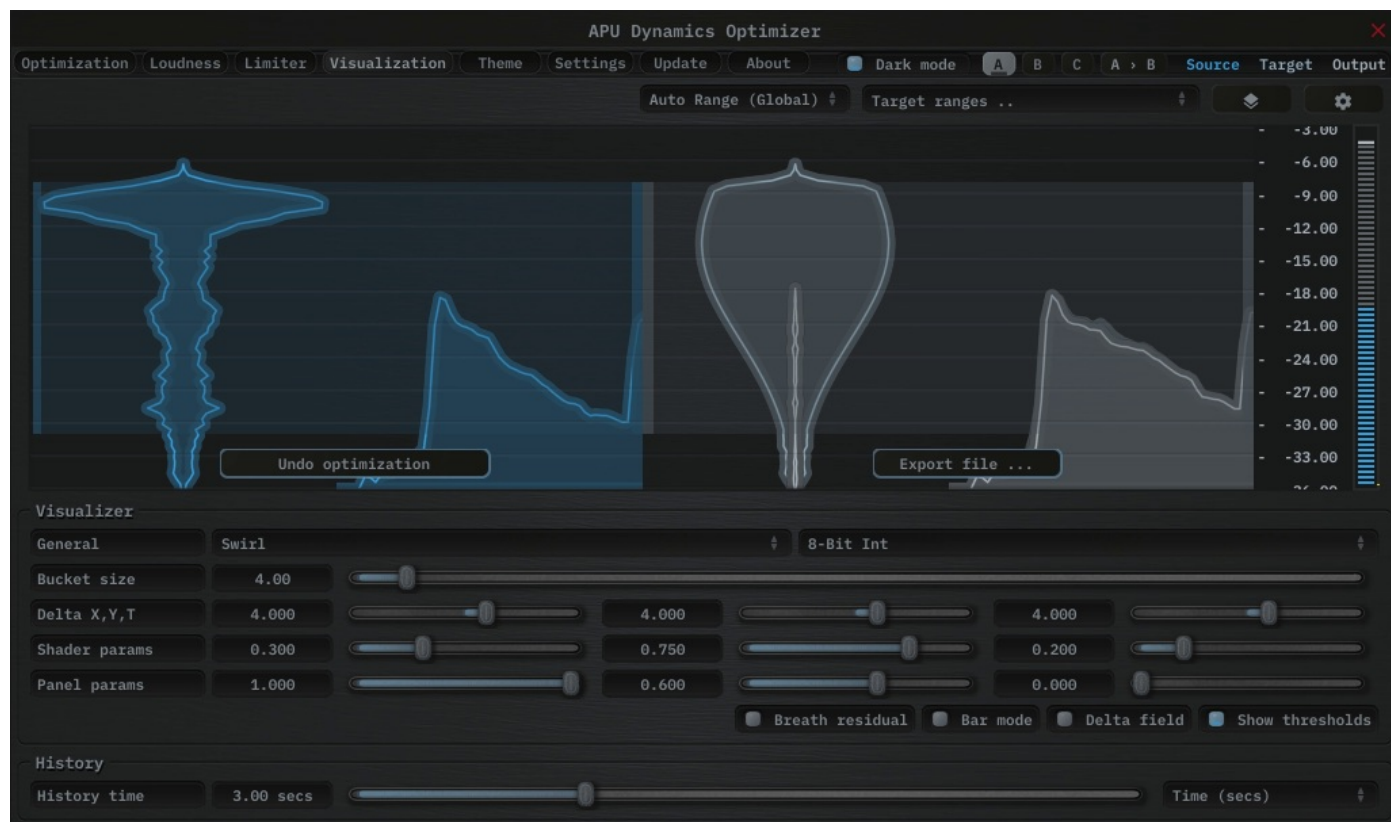 APU Dynamics Optimizer
Optimization Loudness Limiter Visualization Theme Settings Update About Dark mode A B C A › B Source Target Output
Auto Range (Global) Target ranges ..
- -3.00
- -6.00
- -9.00
- -12.00
- -15.00
- -18.00
- -21.00
- -24.00
- -27.00
- -30.00
- -33.00
Undo optimization Export file ...
Visualizer
General Swirl 8-Bit Int
Bucket size 4.00
Delta X,Y,T 4.000 4.000 4.000
Shader params 0.300 0.750 0.200
Panel params 1.000 0.600 0.000
Breath residual Bar mode Delta field Show thresholds
History
History time 3.00 secs Time (secs)